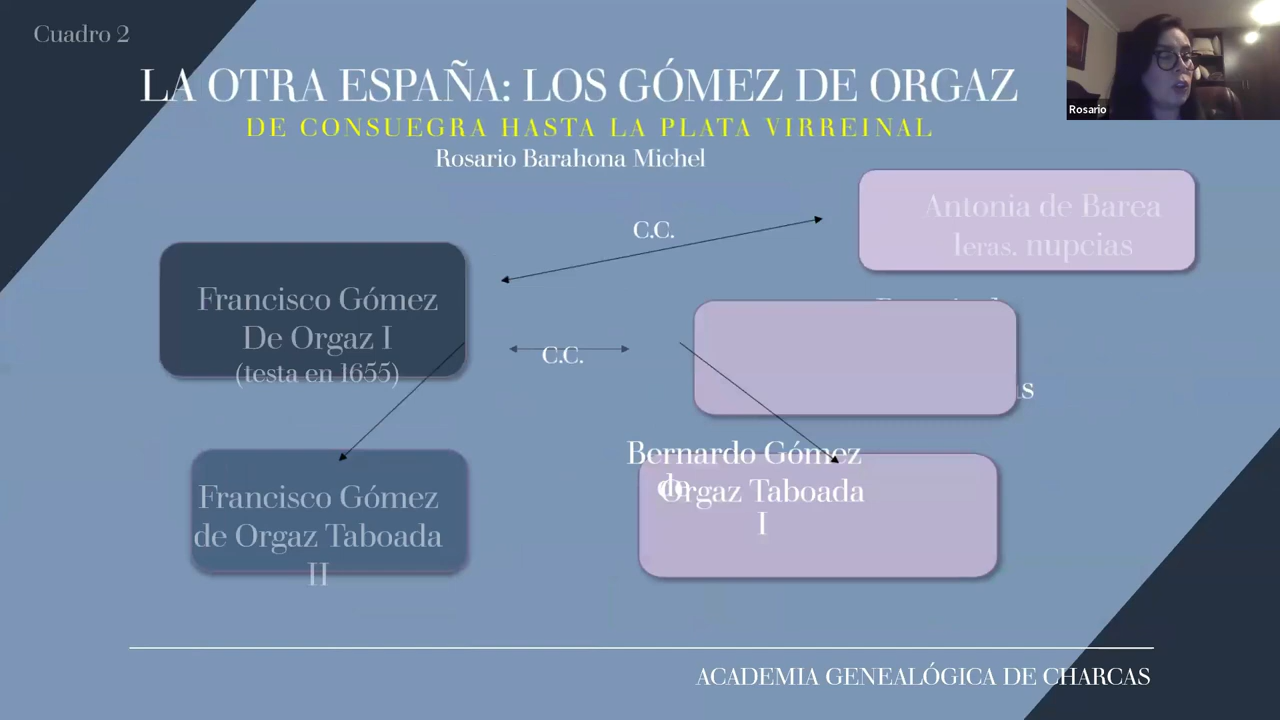 Cuadro 2
LA OTRA ESPAÑA: LOS GÓMEZ DE ORGAZ
DE CONSUEGRA HASTA LA PLATA VIRREINAL
Rosario Barahona Michel
Rosario
Antonia de Barea
1eras. nupcias
C.C.
Francisco Gómez
De Orgaz I
(testa en 1655)
C.C.
Bernardo Gómez
de
Orgaz Taboada
I
Francisco Gómez
de Orgaz Taboada
II
ACADEMIA GENEALÓGICA DE CHARCAS